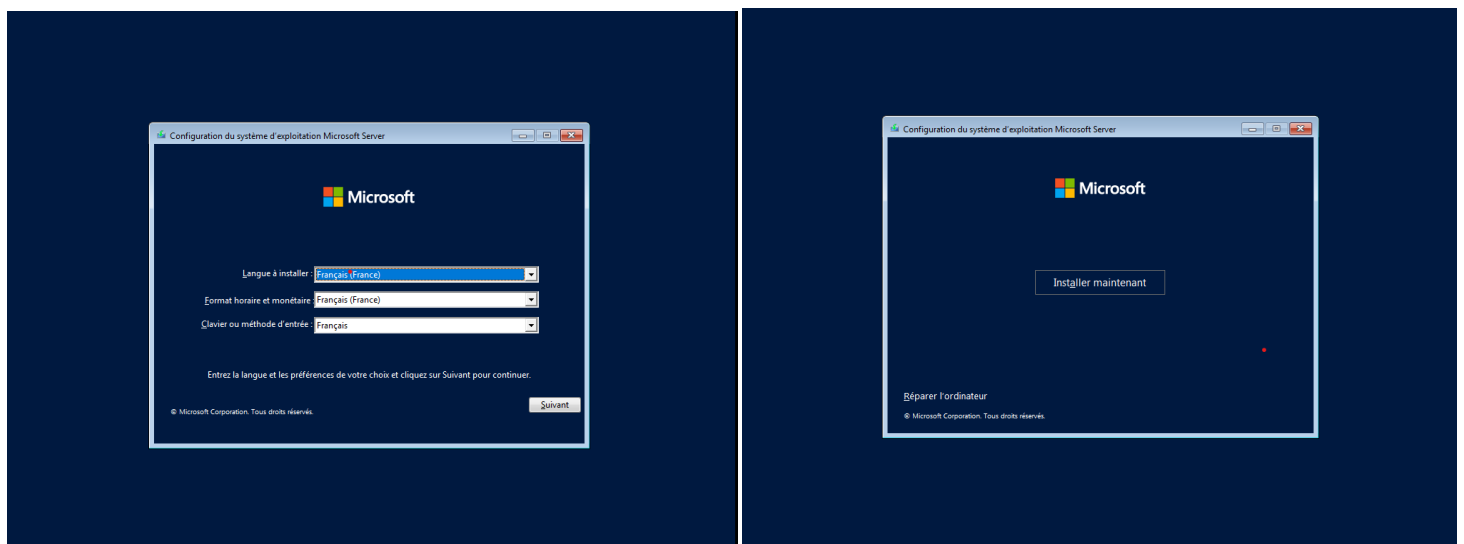 Configuration du système d'exploitation Microsoft Server
Microsoft
Langue à installer : Français (France)
Format horaire et monétaire : Français (France)
Clavier ou méthode d'entrée : Français
Entrez la langue et les préférences de votre choix et cliquez sur Suivant pour continuer.
Suivant
© Microsoft Corporation. Tous droits réservés.
Configuration du système d'exploitation Microsoft Server
Microsoft
Installer maintenant
Réparer l'ordinateur
© Microsoft Corporation. Tous droits réservés.